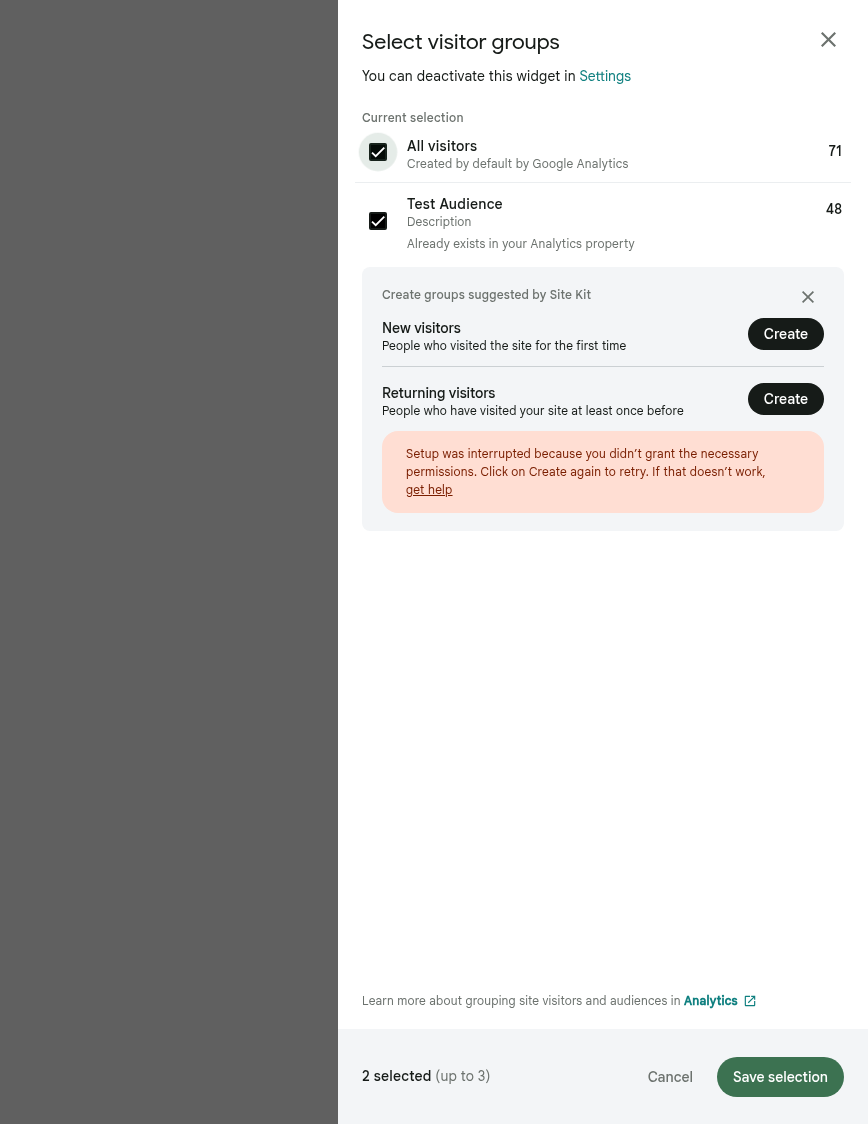 Select visitor groups
You can deactivate this widget in Settings
Current selection
All visitors
71
Created by default by Google Analytics
Test Audience
48
Description
Already exists in your Analytics property
Create groups suggested by Site Kit
New visitors
People who visited the site for the first time
Create
Returning visitors
People who have visited your site at least once before
Create
Setup was interrupted because you didn’t grant the necessary
permissions. Click on Create again to retry. If that doesn’t work,
get help
Learn more about grouping site visitors and audiences in Analytics
2 selected (up to 3)
Cancel
Save selection